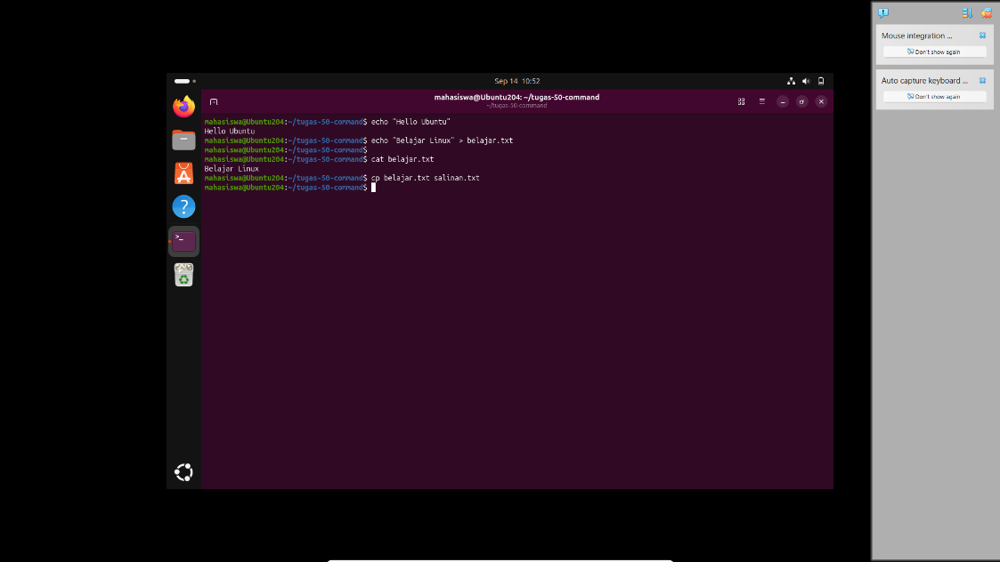 Sep 14 10:52
mahasiswa@Ubuntu204: ~/tugas-50-command
~/tugas-50-command
mahasiswa@Ubuntu204:~/tugas-50-command$ echo "Hello Ubuntu"
Hello Ubuntu
mahasiswa@Ubuntu204:~/tugas-50-command$ echo "Belajar Linux" > belajar.txt
mahasiswa@Ubuntu204:~/tugas-50-command$
mahasiswa@Ubuntu204:~/tugas-50-command$ cat belajar.txt
Belajar Linux
mahasiswa@Ubuntu204:~/tugas-50-command$ cp belajar.txt salinan.txt
mahasiswa@Ubuntu204:~/tugas-50-command$
Mouse integration ...
Don't show again
Auto capture keyboard ...
Don't show again